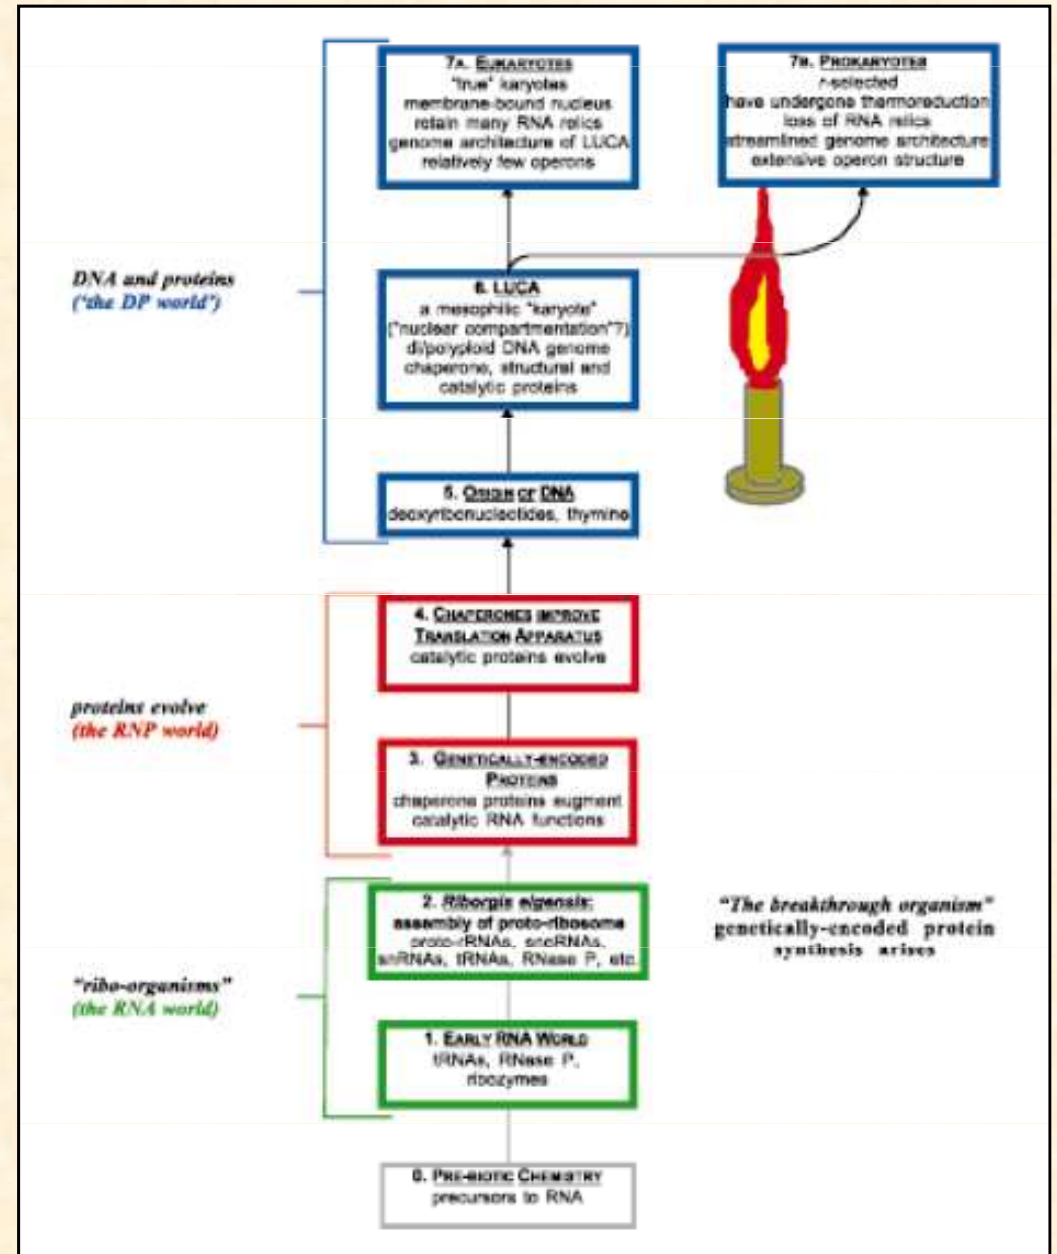 7A. EUKARYOTES
"true" karyotes
membrane-bound nucleus
retain many RNA relics
genome architecture of LUCA
relatively few operons
7B. PROKARYOTES
r-selected
have undergone thermoreduction
loss of RNA relics
streamlined genome architecture
extensive operon structure
DNA and proteins
('the DP world')
6. LUCA
a mesophilic "karyote"
("nuclear compartmentation"?)
di/polyploid DNA genome
chaperone, structural and
catalytic proteins
5. ORIGIN OF DNA
deoxyribonucleotides, thymine
4. CHAPERONES IMPROVE
TRANSLATION APPARATUS
catalytic proteins evolve
proteins evolve
(the RNP world)
3. GENETICALLY-ENCODED
PROTEINS
chaperone proteins augment
catalytic RNA functions
2. Riborgis eigensis:
assembly of proto-ribosome
proto-rRNAs, snoRNAs,
snRNAs, tRNAs, RNase P, etc.
"The breakthrough organism"
genetically-encoded protein
synthesis arises
"ribo-organisms"
(the RNA world)
1. EARLY RNA WORLD
tRNAs, RNase P,
ribozymes
0. PRE-BIOTIC CHEMISTRY
precursors to RNA